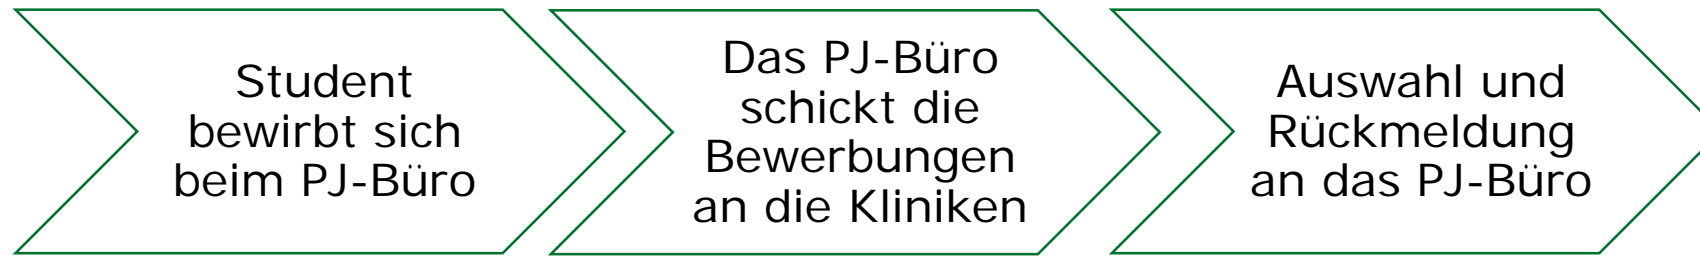 Student
bewirbt sich
beim PJ-Büro
Das PJ-Büro
schickt die
Bewerbungen
an die Kliniken
Auswahl und
Rückmeldung
an das PJ-Büro